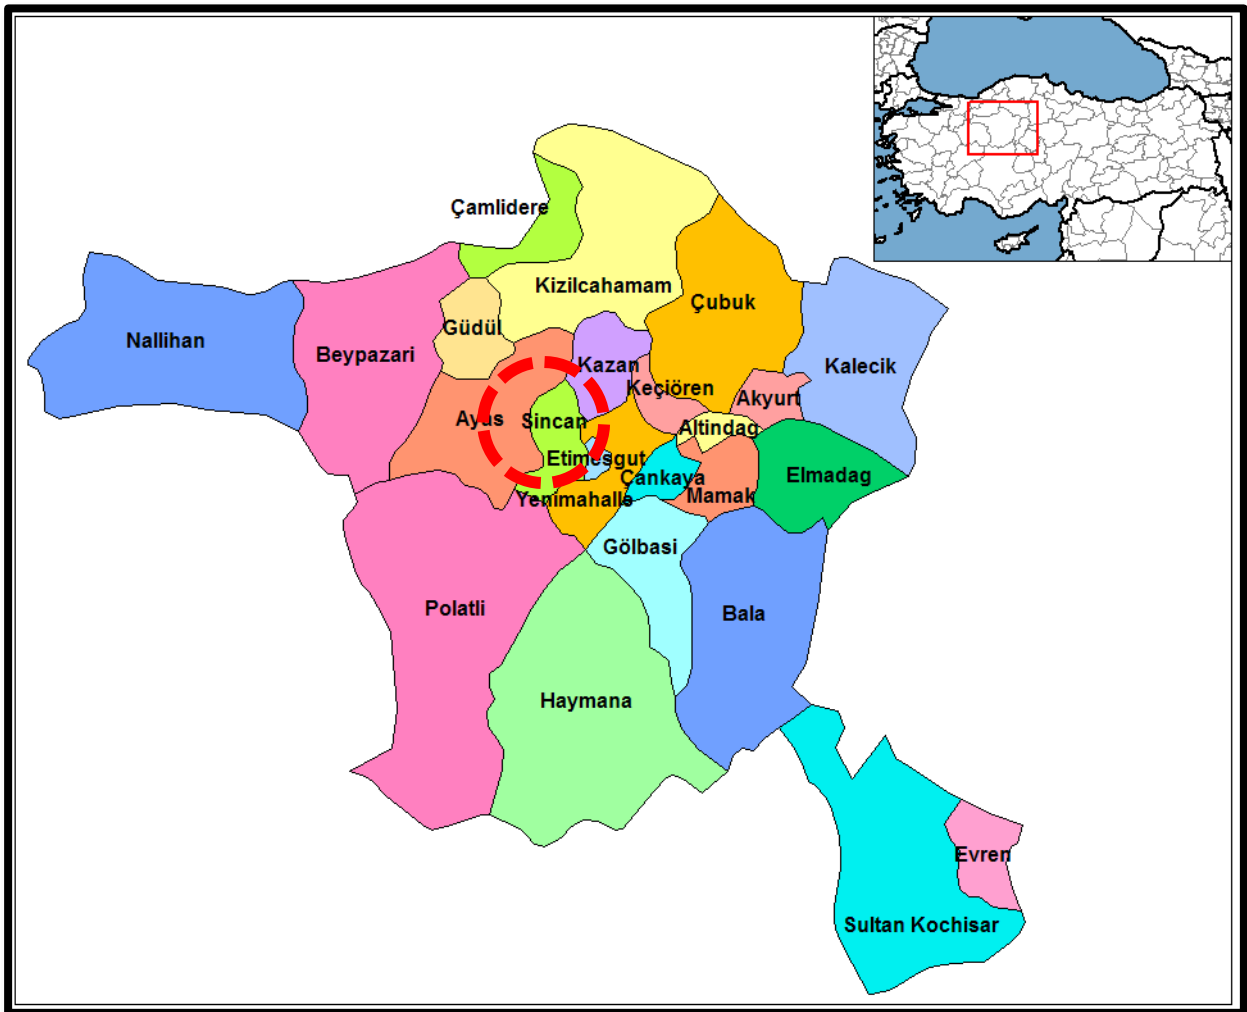 Çamlidere
Kizilcahamam
Çubuk
Nallihan
Beypazari
Güdül
Kazan
Kalecik
Keçiören
Akyurt
Ayas
Sincan
Altindag
Etimesgut
Çankaya
Elmadag
Yenimahalle
Mamak
Gölbasi
Polatli
Bala
Haymana
Evren
Sultan Kochisar